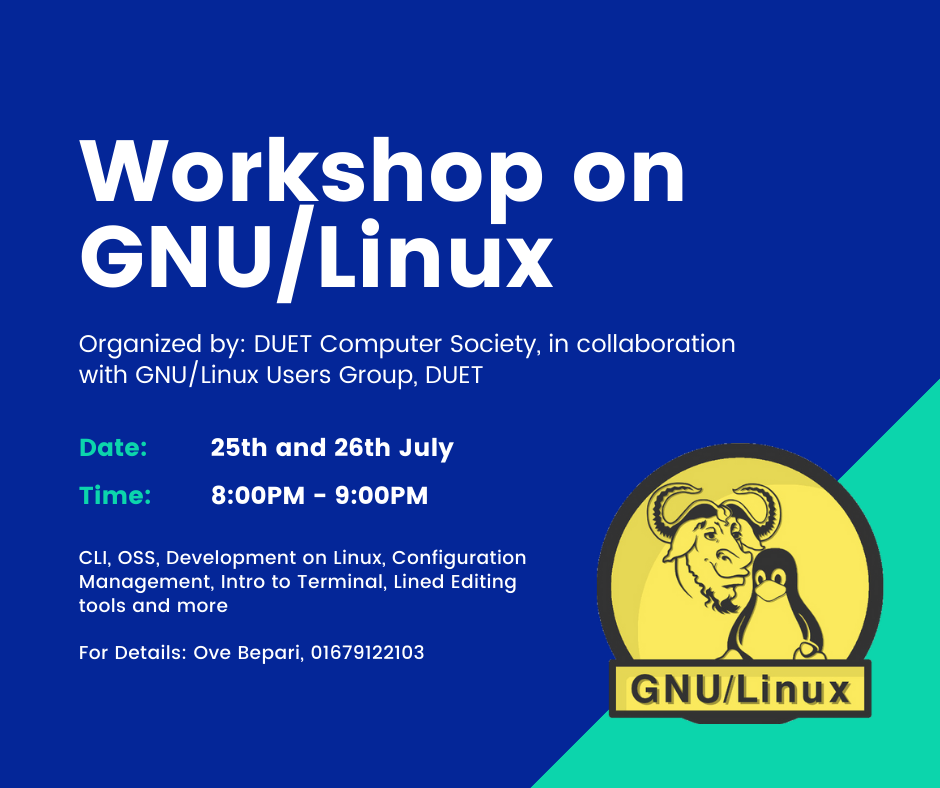 Workshop on
GNU/Linux
Organized by: DUET Computer Society, in collaboration
with GNU/Linux Users Group, DUET
Date: 25th and 26th July
Time: 8:00PM - 9:00PM
CLI, OSS, Development on Linux, Configuration
Management, Intro to Terminal, Lined Editing
tools and more
For Details: Ove Bepari, 01679122103
GNU/Linux